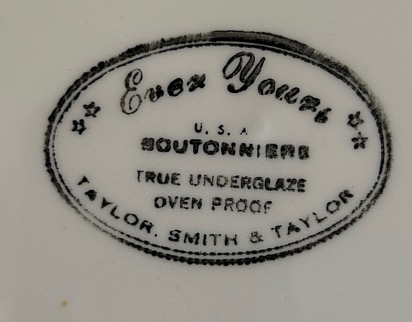 Ever Yours
U.S.A
BOUTONNIERE
TRUE UNDERGLAZE
OVEN PROOF
TAYLOR, SMITH & TAYLOR